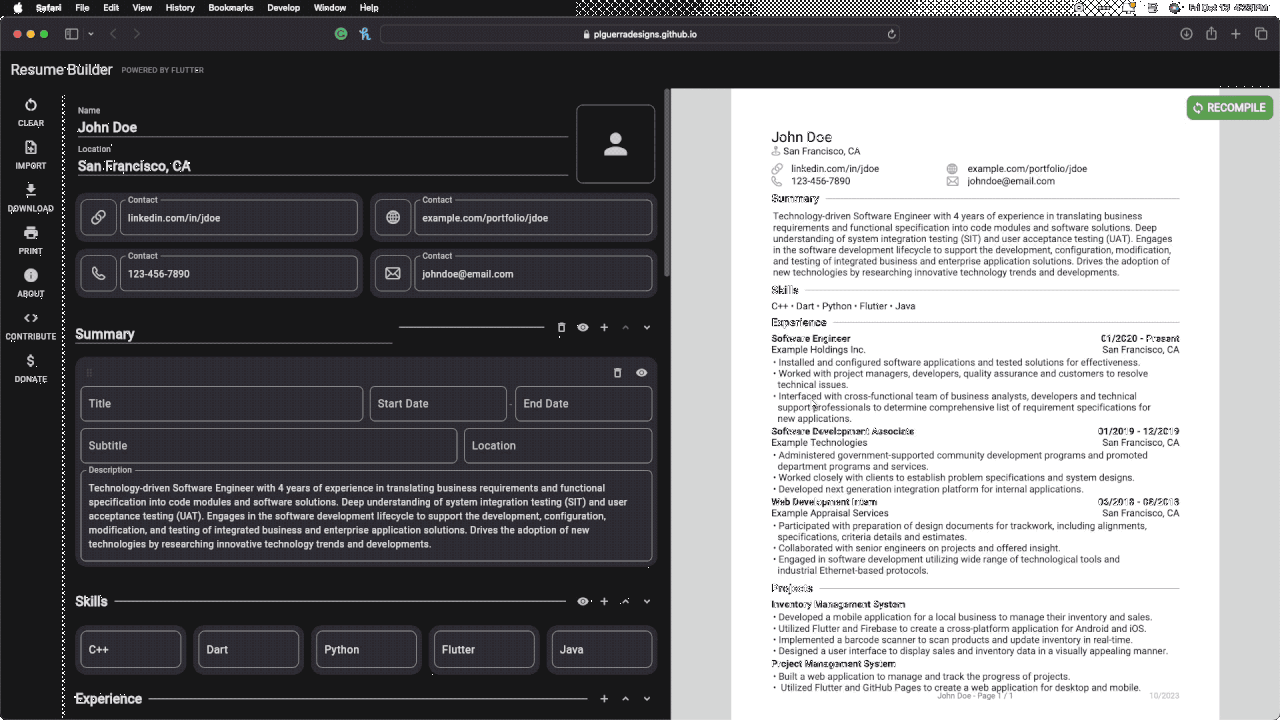 Safari File Edit View History Bookmarks Develop Window Help
plguerradesigns.github.io
Resume Builder POWERED BY FLUTTER
CLEAR
IMPORT
DOWNLOAD
PRINT
ABOUT
CONTRIBUTE
DONATE
Name
John Doe
Location
San Francisco, CA
Contact
linkedin.com/in/jdoe
Contact
example.com/portfolio/jdoe
Contact
123-456-7890
Contact
johndoe@email.com
Summary
Title
Start Date
-
End Date
Subtitle
Location
Description
Technology-driven Software Engineer with 4 years of experience in translating business requirements and functional
specification into code modules and software solutions. Deep understanding of system integration testing (SIT) and user
acceptance testing (UAT). Engages in the software development lifecycle to support the development, configuration,
modification, and testing of integrated business and enterprise application solutions. Drives the adoption of new
technologies by researching innovative technology trends and developments.
Skills
C++
Dart
Python
Flutter
Java
Experience
RECOMPILE
John Doe
San Francisco, CA
linkedin.com/in/jdoe
example.com/portfolio/jdoe
123-456-7890
johndoe@email.com
Summary
Technology-driven Software Engineer with 4 years of experience in translating business
requirements and functional specification into code modules and software solutions. Deep
understanding of system integration testing (SIT) and user acceptance testing (UAT). Engages
in the software development lifecycle to support the development, configuration, modification,
and testing of integrated business and enterprise application solutions. Drives the adoption of
new technologies by researching innovative technology trends and developments.
Skills
C++ • Dart • Python • Flutter • Java
Experience
Software Engineer 01/2020 - Present
Example Holdings Inc. San Francisco, CA
• Installed and configured software applications and tested solutions for effectiveness.
• Worked with project managers, developers, quality assurance and customers to resolve
technical issues.
• Interfaced with cross-functional team of business analysts, developers and technical
support professionals to determine comprehensive list of requirement specifications for
new applications.
Software Development Associate 01/2019 - 12/2019
Example Technologies San Francisco, CA
• Administered government-supported community development programs and promoted
department programs and services.
• Worked closely with clients to establish problem specifications and system designs.
• Developed next generation integration platform for internal applications.
Web Development Intern 05/2018 - 08/2018
Example Appraisal Services San Francisco, CA
• Participated with preparation of design documents for trackwork, including alignments,
specifications, criteria details and estimates.
• Collaborated with senior engineers on projects and offered insight.
• Engaged in software development utilizing wide range of technological tools and
industrial Ethernet-based protocols.
Projects
Inventory Management System
• Developed a mobile application for a local business to manage their inventory and sales.
• Utilized Flutter and Firebase to create a cross-platform application for Android and iOS.
• Implemented a barcode scanner to scan products and update inventory in real-time.
• Designed a user interface to display sales and inventory data in a visually appealing manner.
Project Management System
• Built a web application to manage and track the progress of projects.
• Utilized Flutter and GitHub Pages to create a web application for desktop and mobile.
John Doe - Page 1 / 1 10/2023